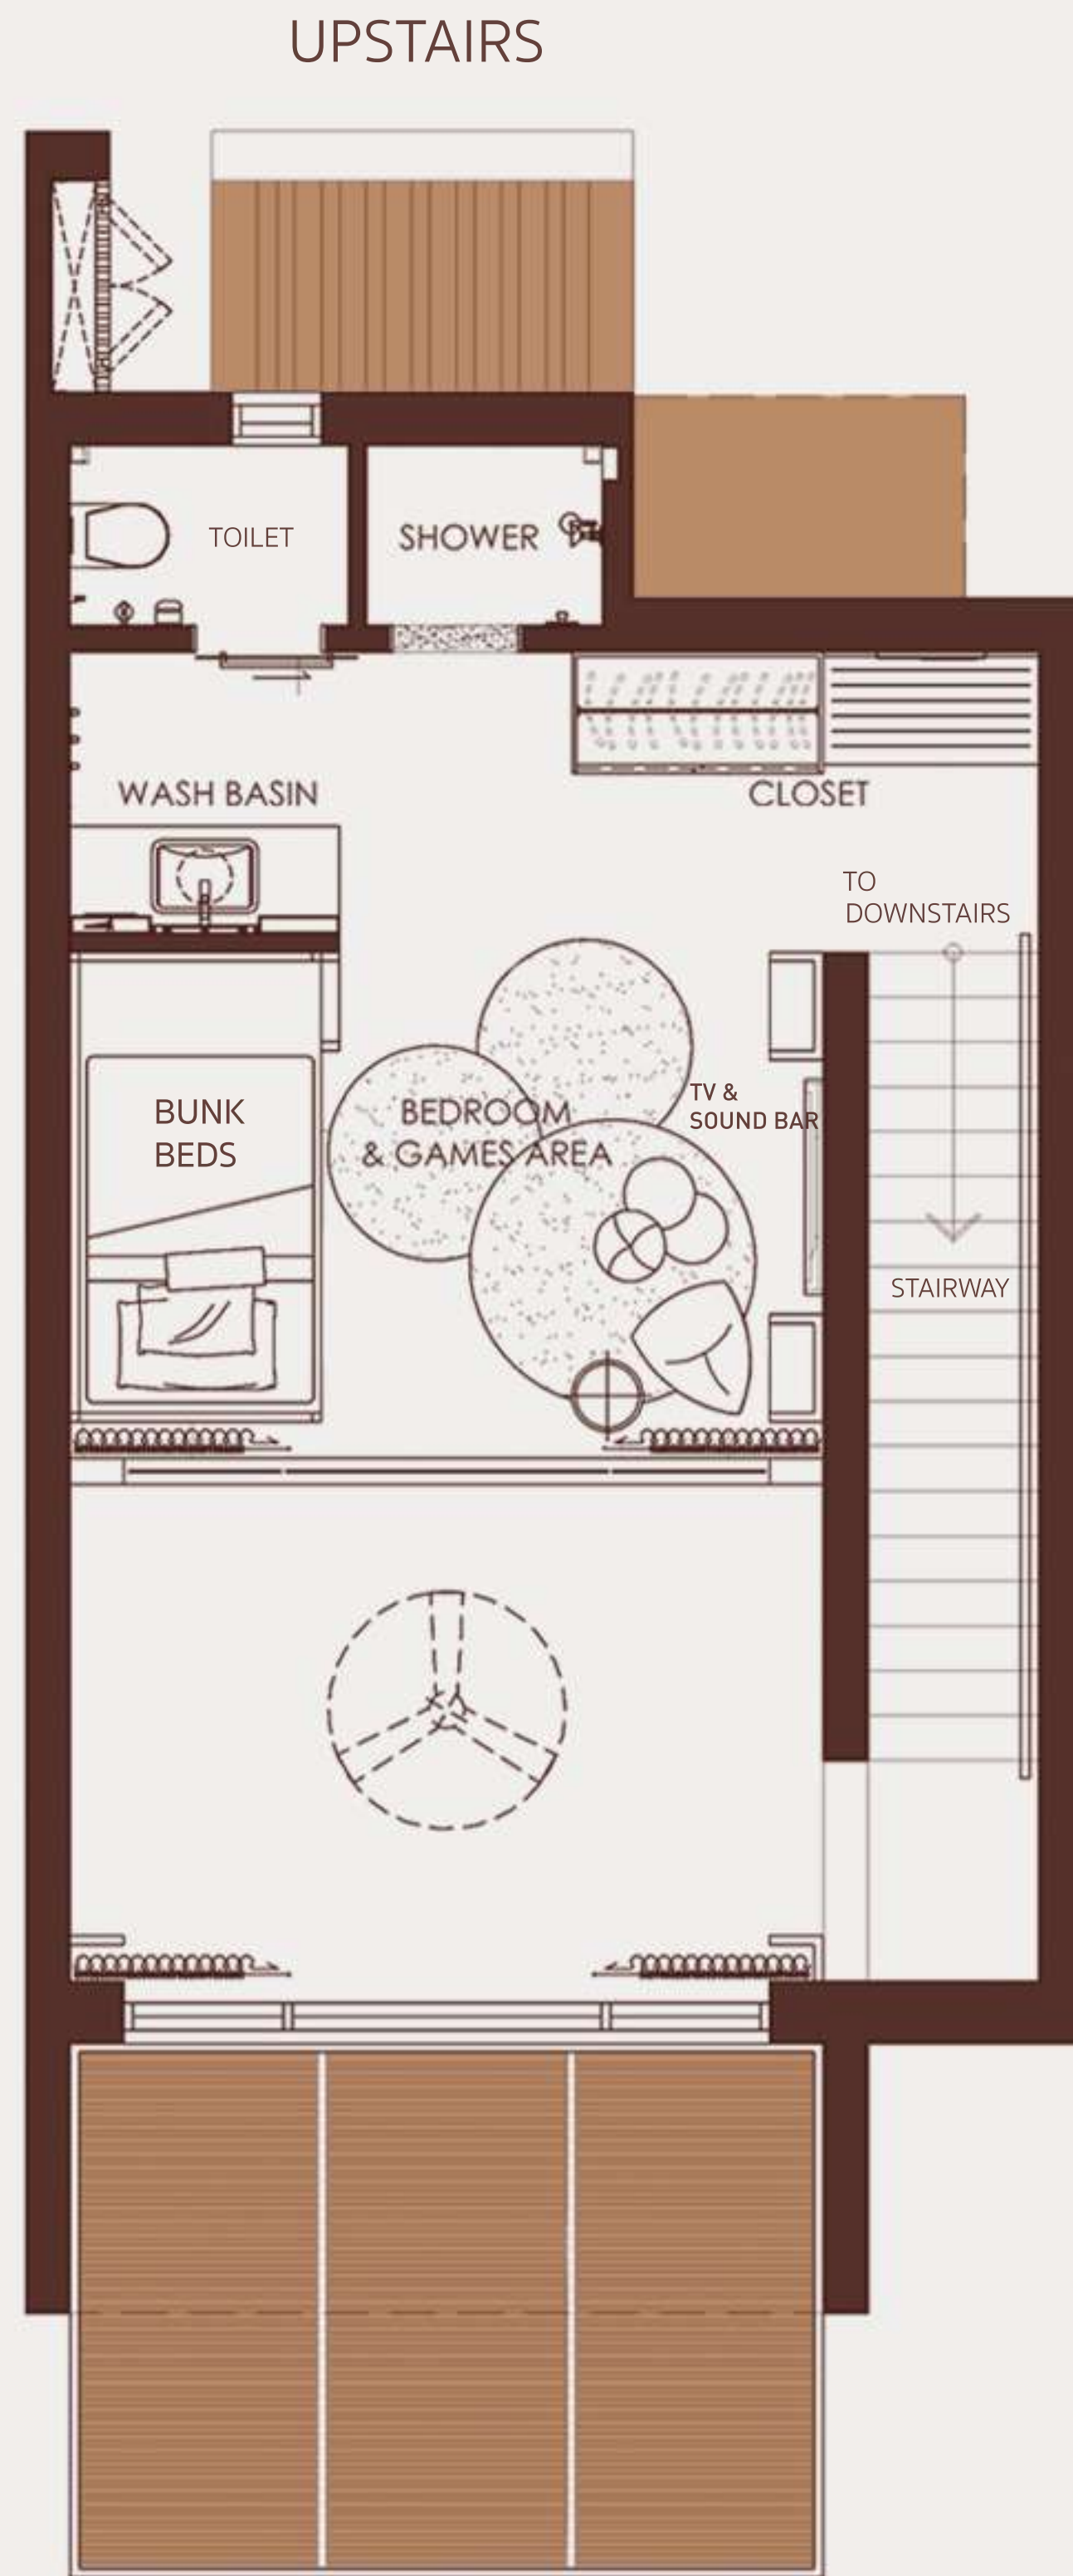 UPSTAIRS
TOILET
SHOWER
WASH BASIN
CLOSET
TO
DOWNSTAIRS
BUNK
BEDS
BEDROOM
& GAMES AREA
TV &
SOUND BAR
STAIRWAY